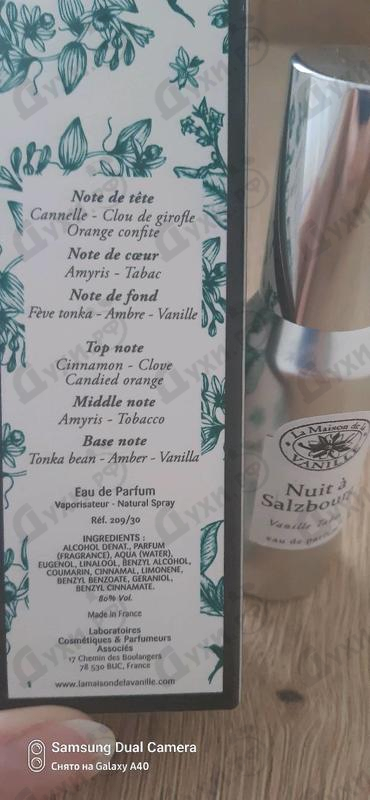 Note de tête
Cannelle - Clou de girofle
Orange confite
Note de cœur
Amyris - Tabac
Note de fond
Fève tonka - Ambre - Vanille
Top note
Cinnamon - Clove
Candied orange
Middle note
Amyris - Tobacco
Base note
Tonka bean - Amber - Vanilla
Eau de Parfum
Vaporisateur - Natural Spray
Réf. 209/30
INGREDIENTS :
ALCOHOL DENAT., PARFUM
(FRAGRANCE), AQUA (WATER),
EUGENOL, LINALOOL, BENZYL ALCOHOL,
COUMARIN, CINNAMAL, LIMONENE,
BENZYL BENZOATE, GERANIOL,
BENZYL CINNAMATE.
80% Vol.
Made in France
Laboratoires
Cosmétiques & Parfumeurs
Associés
17 Chemin des Boulangers
78 530 BUC, France
www.lamaisondelavanille.com
La Maison de la
VANILLE
Nuit à
Salzbourg
Vanille
eau de
Samsung Dual Camera
Снято на Galaxy A40
Духи.рф